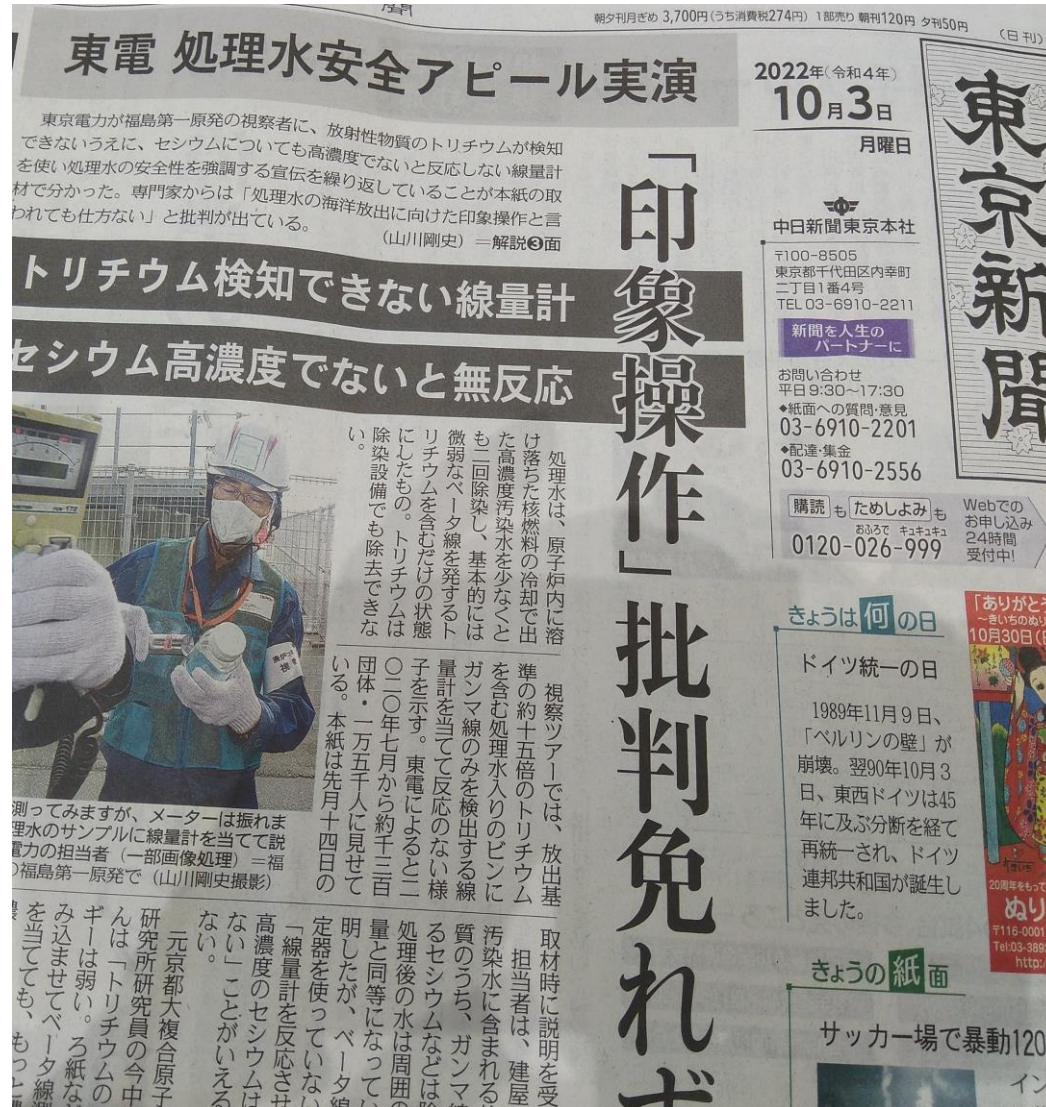 聞
朝夕刊月ぎめ 3,700円(うち消費税274円) 1部売り 朝刊120円 夕刊50円
(日刊)
東京新聞
2022年(令和4年)
10月3日
月曜日
中日新聞東京本社
〒100-8505
東京都千代田区内幸町
二丁目1番4号
TEL 03-6910-2211
新聞を人生の
パートナーに
お問い合わせ
平日9:30〜17:30
◆紙面への質問・意見
03-6910-2201
◆配達・集金
03-6910-2556
購読も ためしよみも
おふろで キュキュキュ
0120-026-999
Webでの
お申し込み
24時間
受付中!
東電 処理水安全アピール実演
「印象操作」批判免れず
東京電力が福島第一原発の視察者に、放射性物質のトリチウムが検知
できないうえに、セシウムについても高濃度でないと反応しない線量計
を使い処理水の安全性を強調する宣伝を繰り返していることが本紙の取
材で分かった。専門家からは「処理水の海洋放出に向けた印象操作と言
われても仕方ない」と批判が出ている。
(山川剛史)=解説❸面
トリチウム検知できない線量計
セシウム高濃度でないと無反応
処理水は、原子炉内に溶
け落ちた核燃料の冷却で出
た高濃度汚染水を少なくと
も二回除染し、基本的には
微弱なベータ線を発するト
リチウムを含むだけの状態
にしたもの。トリチウムは
除染設備でも除去できな
い。
視察ツアーでは、放出基
準の約十五倍のトリチウム
を含む処理水入りのビンに
ガンマ線のみを検出する線
量計を当てて反応のない様
子を示す。東電によると二
〇二〇年七月から約千三百
団体・一万五千人に見せて
いる。本紙は先月十四日の
測ってみますが、メーターは振れま
理水のサンプルに線量計を当てて説
電力の担当者(一部画像処理)=福
の福島第一原発で(山川剛史撮影)
取材時に説明を受
担当者は、建屋
汚染水に含まれる
質のうち、ガンマ線
るセシウムなどは除
処理後の水は周囲の
量と同等になってい
明したが、ベータ線
定器を使っていない
「線量計を反応させ
高濃度のセシウムは
ない」ことがいえる
ない。
元京都大複合原子
研究所研究員の今中
んは「トリチウムの
ギーは弱い。ろ紙な
み込ませてベータ線
を当てても、もっと
きょうは何の日
ドイツ統一の日
1989年11月9日、
「ベルリンの壁」が
崩壊。翌90年10月3
日、東西ドイツは45
年に及ぶ分断を経て
再統一され、ドイツ
連邦共和国が誕生し
ました。
きょうの紙面
サッカー場で暴動120
イン
「ありがとう
〜きいちのぬり
10月30日(日
きいち
20周年をもって
ぬり
〒116-0001
Tel:03-389
http:/